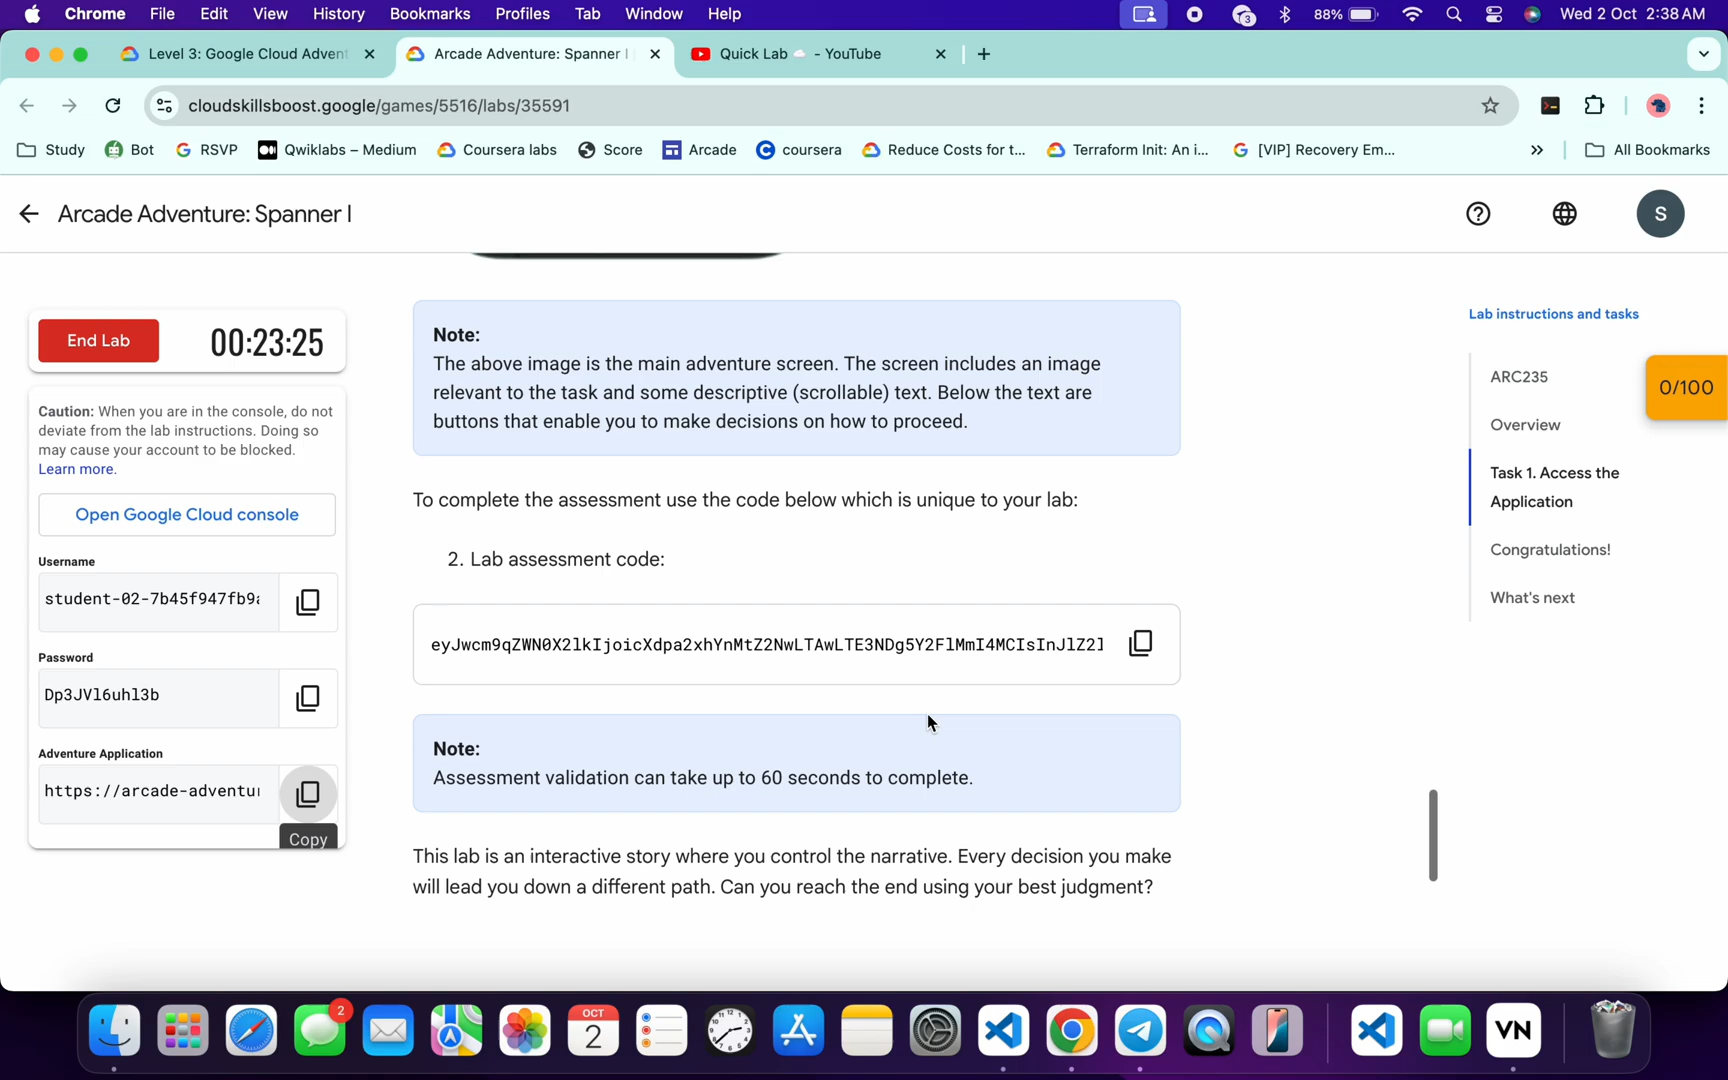 Chrome File Edit View History Bookmarks Profiles Tab Window Help 3 88% Wed 2 Oct 2:38 AM
Level 3: Google Cloud Advent Arcade Adventure: Spanner I Quick Lab - YouTube
cloudskillsboost.google/games/5516/labs/35591
Study Bot RSVP Qwiklabs – Medium Coursera labs Score Arcade coursera Reduce Costs for t... Terraform Init: An i... [VIP] Recovery Em... » All Bookmarks
Arcade Adventure: Spanner I
S
End Lab 00:23:25
Caution: When you are in the console, do not
deviate from the lab instructions. Doing so
may cause your account to be blocked.
Learn more.
Open Google Cloud console
Username
student-02-7b45f947fb9
Password
Dp3JVl6uhl3b
Adventure Application
https://arcade-adventu
Copy
Note:
The above image is the main adventure screen. The screen includes an image
relevant to the task and some descriptive (scrollable) text. Below the text are
buttons that enable you to make decisions on how to proceed.
To complete the assessment use the code below which is unique to your lab:
2. Lab assessment code:
eyJwcm9qZWN0X2lkIjoicXdpa2xhYnMtZ2NwLTAwLTE3NDg5Y2FlMmI4MCIsInJlZ2l
Note:
Assessment validation can take up to 60 seconds to complete.
This lab is an interactive story where you control the narrative. Every decision you make
will lead you down a different path. Can you reach the end using your best judgment?
Lab instructions and tasks
ARC235
Overview
Task 1. Access the
Application
Congratulations!
What's next
0/100
2
OCT
2
VN